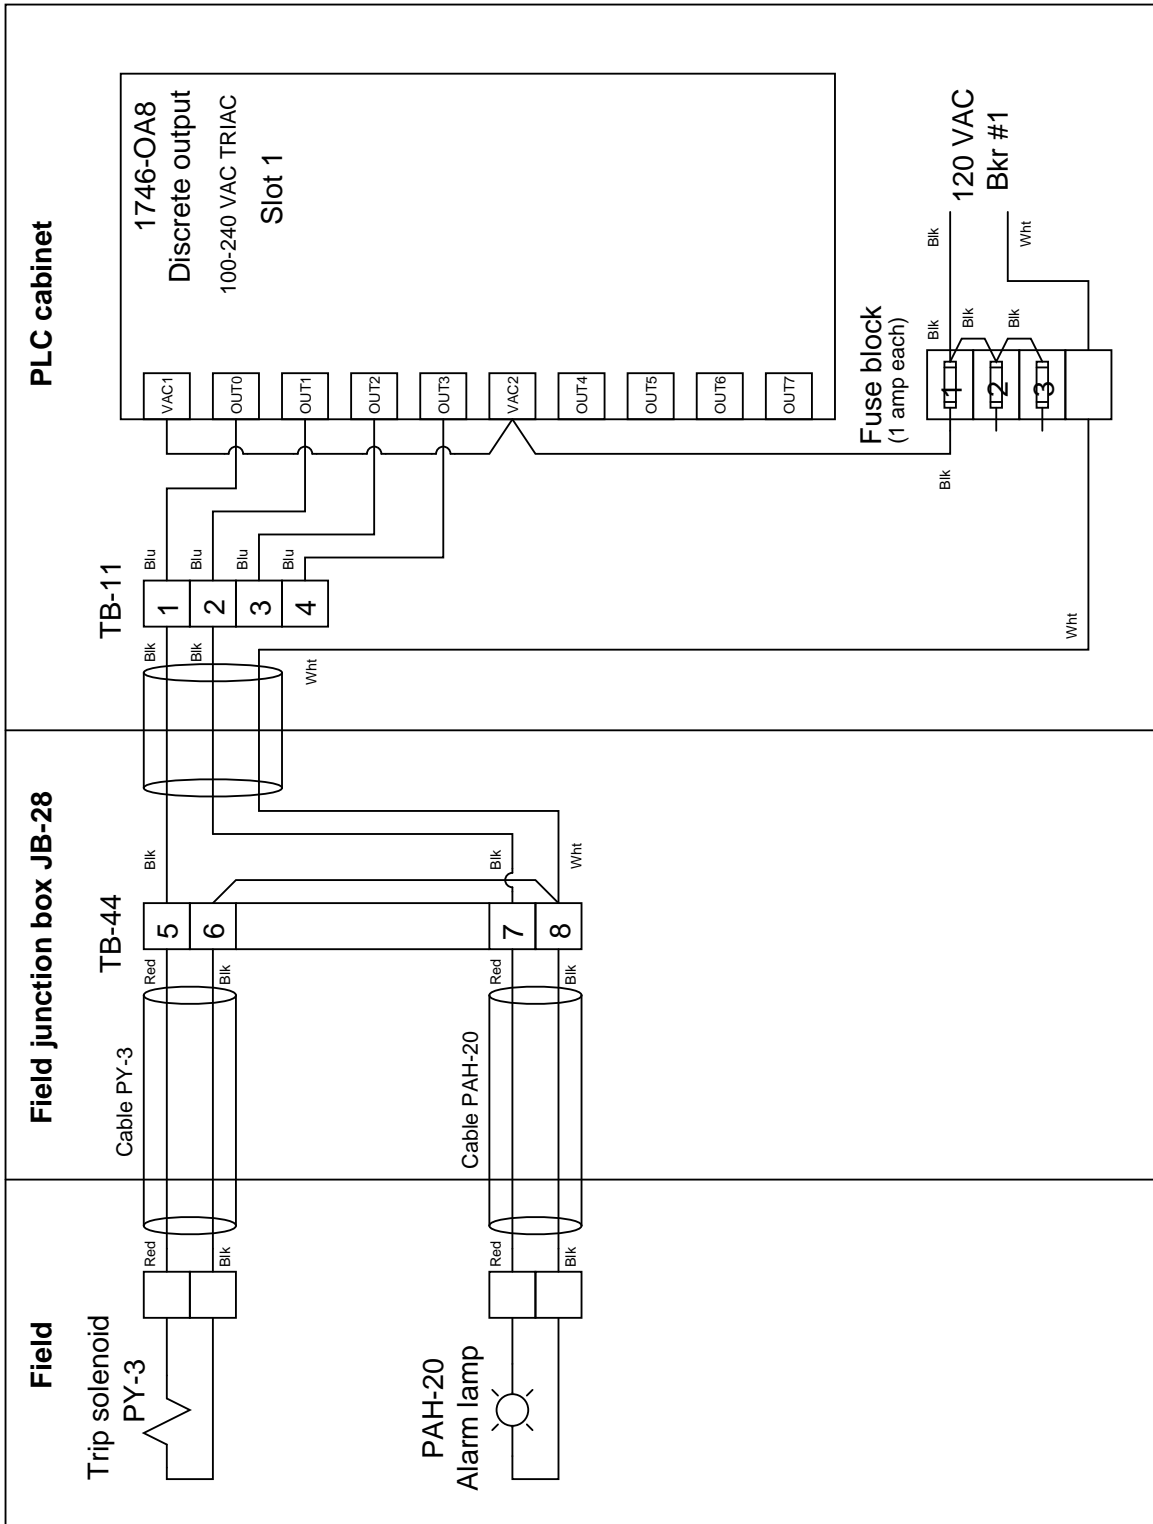 Field
Field junction box JB-28
PLC cabinet
Trip solenoid
PY-3
Red
Blk
Cable PY-3
Red
Blk
TB-44
5
6
7
8
Blk
Blk
Wht
PAH-20
Alarm lamp
Red
Blk
Cable PAH-20
Red
Blk
TB-11
Blk
Blk
Wht
1
2
3
4
Blu
Blu
Blu
Blu
VAC1
OUT0
OUT1
OUT2
OUT3
VAC2
OUT4
OUT5
OUT6
OUT7
1746-OA8
Discrete output
100-240 VAC TRIAC
Slot 1
Fuse block
(1 amp each)
Blk
1
2
3
Blk
Blk
Blk
Blk
Wht
Wht
120 VAC
Bkr #1